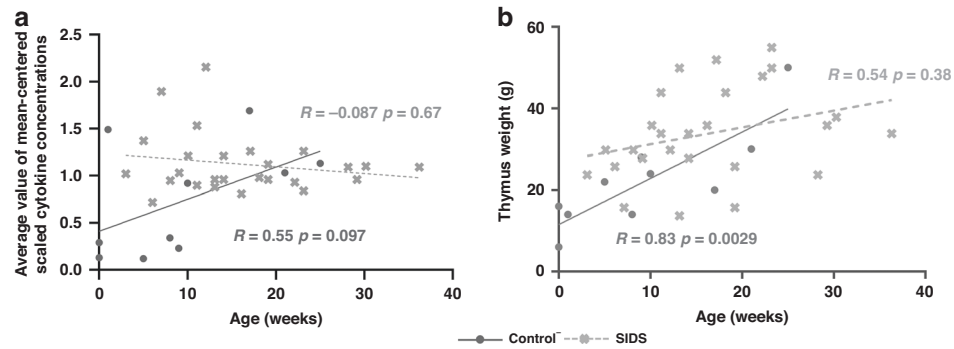 a
Average value of mean-centered
scaled cytokine concentrations
2.5
2.0
1.5
1.0
0.5
0.0
0
10
20
30
40
Age (weeks)
R = –0.087 p = 0.67
R = 0.55 p = 0.097
b
Thymus weight (g)
60
40
20
0
0
10
20
30
40
Age (weeks)
R = 0.54 p = 0.38
R = 0.83 p = 0.0029
Control SIDS